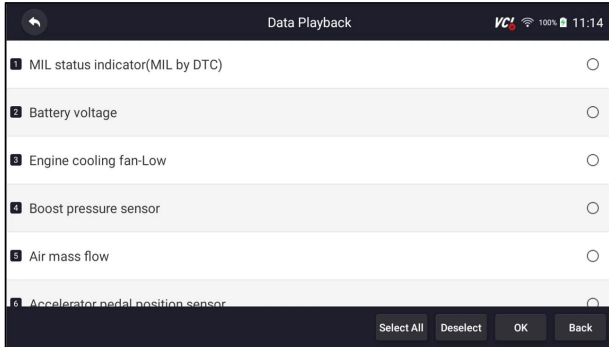 Data Playback
VCI 100% 11:14
1 MIL status indicator(MIL by DTC)
2 Battery voltage
3 Engine cooling fan-Low
4 Boost pressure sensor
5 Air mass flow
6 Accelerator pedal position sensor
Select All Deselect OK Back